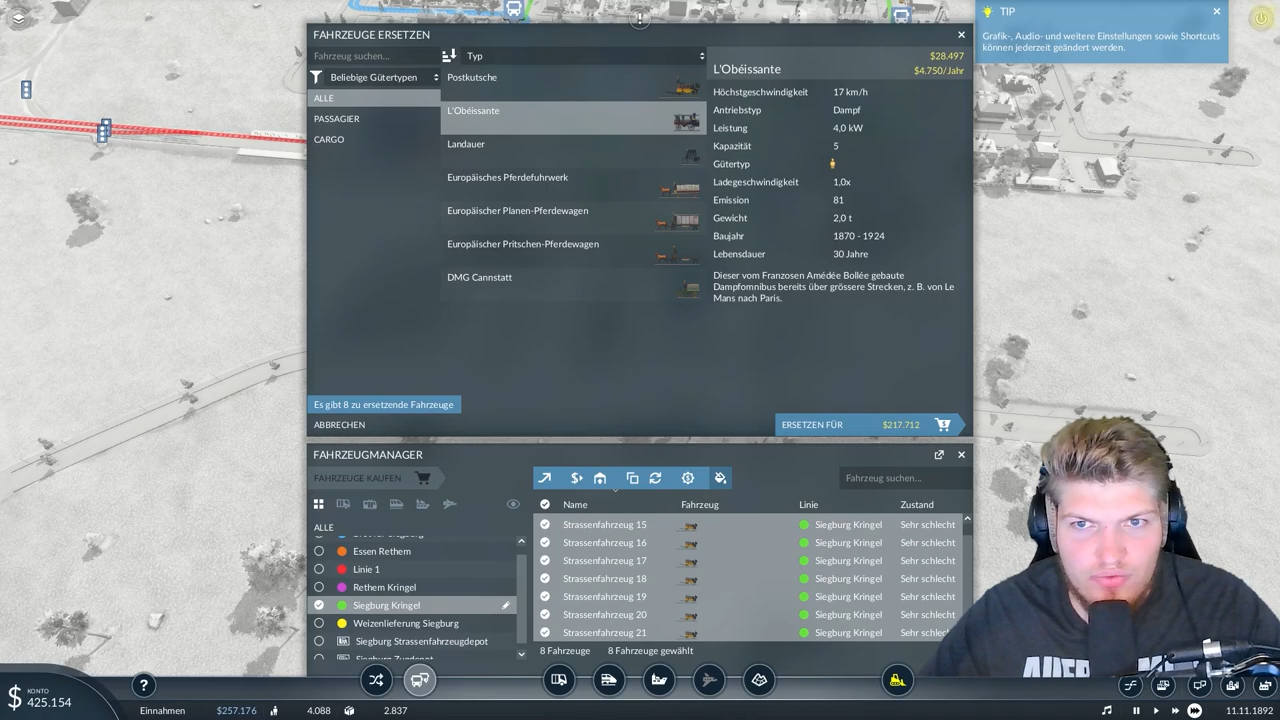 FAHRZEUGE ERSETZEN
Fahrzeug suchen...
Typ
Beliebige Gütertypen
ALLE
PASSAGIER
CARGO
Postkutsche
L'Obéissante
Landauer
Europäisches Pferdefuhrwerk
Europäischer Planen-Pferdewagen
Europäischer Pritschen-Pferdewagen
DMG Cannstatt
$28.497
L'Obéissante
$4.750/Jahr
Höchstgeschwindigkeit 17 km/h
Antriebstyp Dampf
Leistung 4,0 kW
Kapazität 5
Gütertyp
Ladegeschwindigkeit 1,0x
Emission 81
Gewicht 2,0 t
Baujahr 1870 - 1924
Lebensdauer 30 Jahre
Dieser vom Franzosen Amédée Bollée gebaute
Dampfomnibus bereits über grössere Strecken, z. B. von Le
Mans nach Paris.
Es gibt 8 zu ersetzende Fahrzeuge
ABBRECHEN
ERSETZEN FÜR $217.712
TIP
Grafik-, Audio- und weitere Einstellungen sowie Shortcuts
können jederzeit geändert werden.
FAHRZEUGMANAGER
FAHRZEUGE KAUFEN
Fahrzeug suchen...
ALLE
Essen Rethem
Linie 1
Rethem Kringel
Siegburg Kringel
Weizenlieferung Siegburg
Siegburg Strassenfahrzeugdepot
Siegburg Zugdepot
Name Fahrzeug Linie Zustand
Strassenfahrzeug 15 Siegburg Kringel Sehr schlecht
Strassenfahrzeug 16 Siegburg Kringel Sehr schlecht
Strassenfahrzeug 17 Siegburg Kringel Sehr schlecht
Strassenfahrzeug 18 Siegburg Kringel Sehr schlecht
Strassenfahrzeug 19 Siegburg Kringel Sehr schlecht
Strassenfahrzeug 20 Siegburg Kringel Sehr schlecht
Strassenfahrzeug 21 Siegburg Kringel Sehr schlecht
8 Fahrzeuge 8 Fahrzeuge gewählt
$ KONTO
425.154
?
Einnahmen $257.176 4.088 2.837
11.11.1892